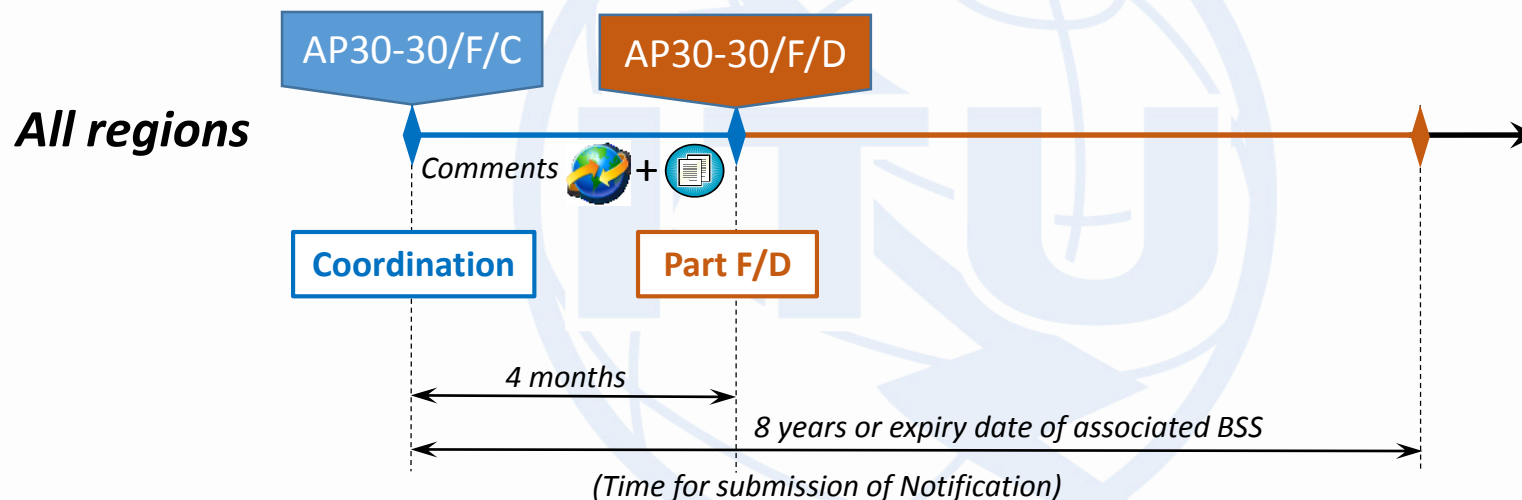 AP30-30/F/C
AP30-30/F/D
All regions
Comments
+
Coordination
Part F/D
4 months
8 years or expiry date of associated BSS
(Time for submission of Notification)
ITU